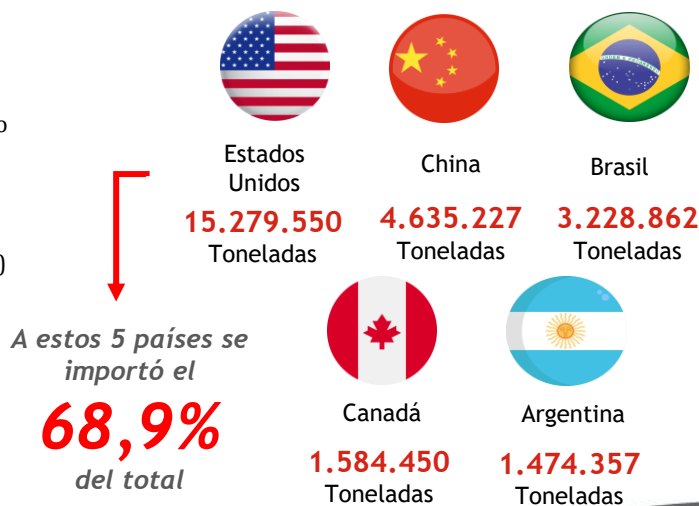 o
)
Estados
Unidos
15.279.550
Toneladas
China
4.635.227
Toneladas
Brasil
3.228.862
Toneladas
A estos 5 países se
importó el
68,9%
del total
Canadá
1.584.450
Toneladas
Argentina
1.474.357
Toneladas